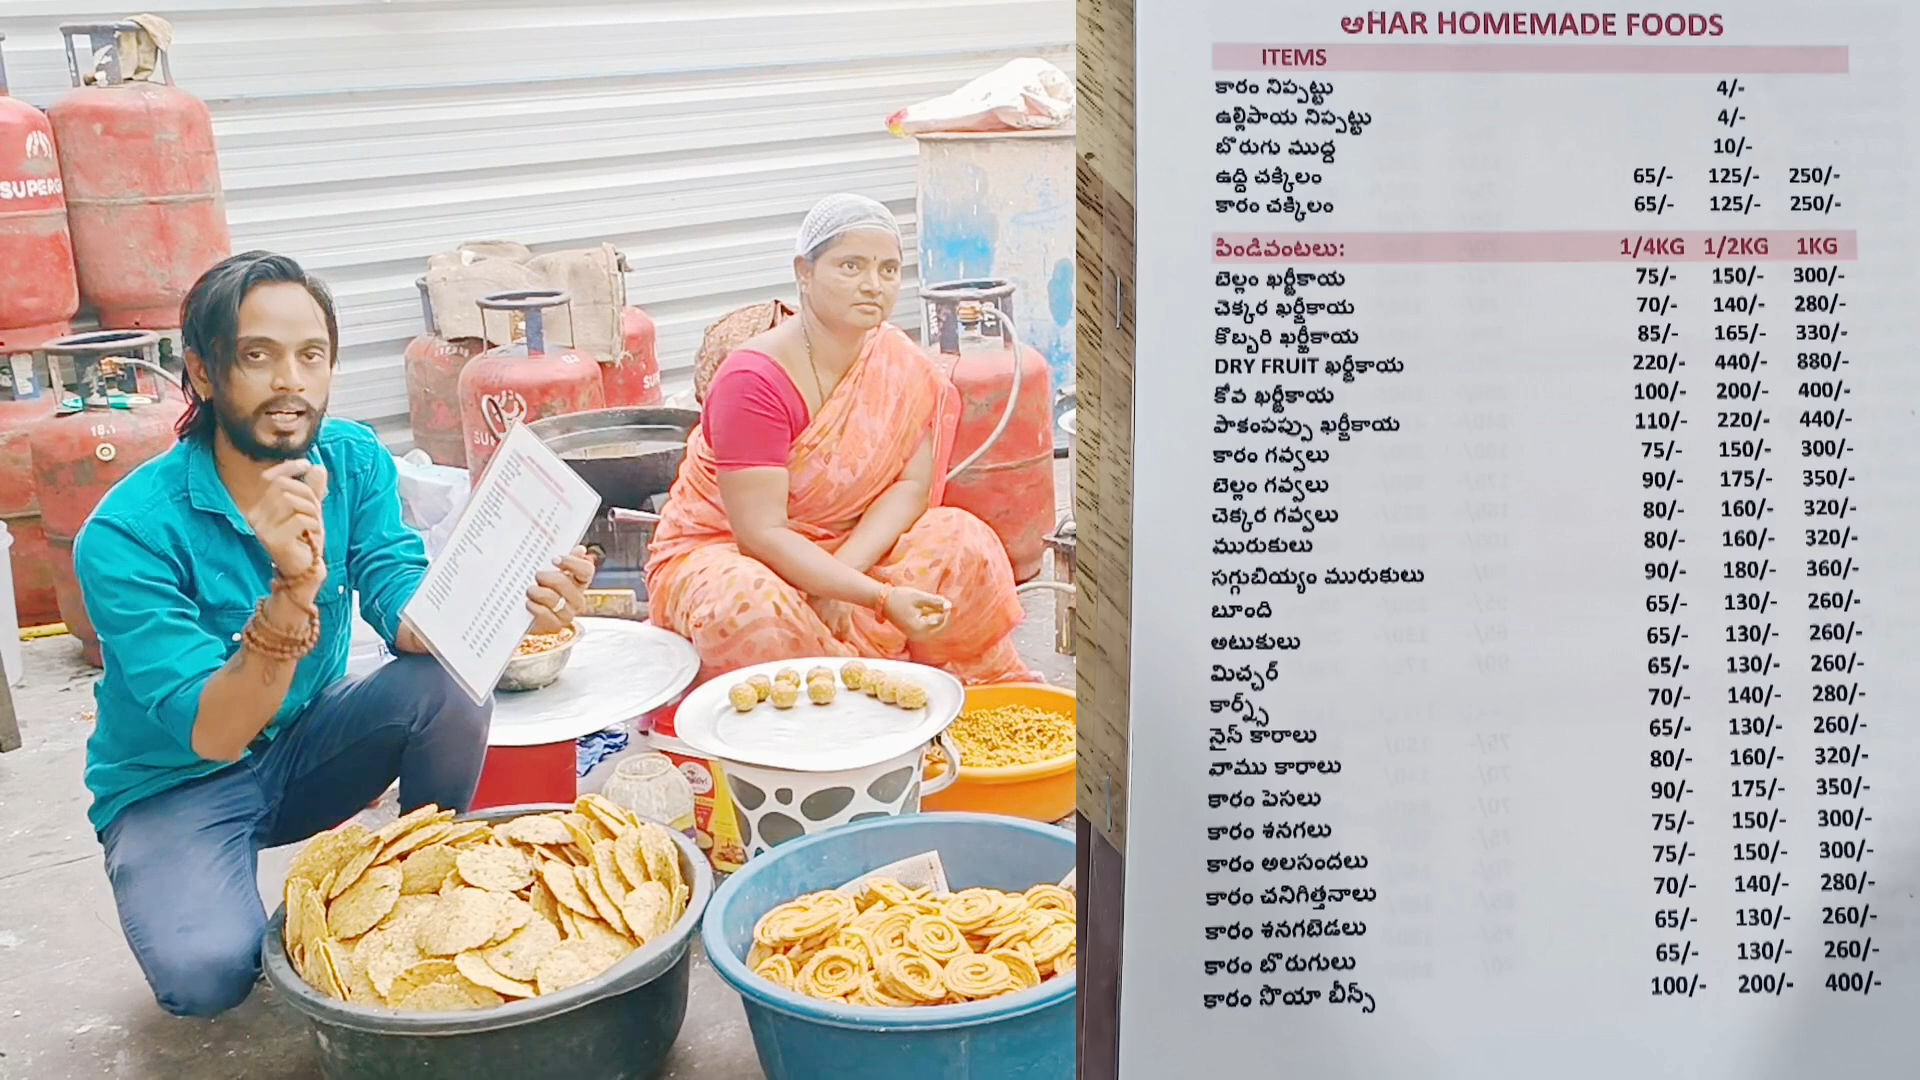 ఆHAR HOMEMADE FOODS
ITEMS
కారం నిప్పట్టు 4/-
ఉల్లిపాయ నిప్పట్టు 4/-
బొరుగు ముద్ద 10/-
ఉద్ది చక్కిలం 65/- 125/- 250/-
కారం చక్కిలం 65/- 125/- 250/-
పిండివంటలు: 1/4KG 1/2KG 1KG
బెల్లం ఖర్జీకాయ 75/- 150/- 300/-
చెక్కర ఖర్జీకాయ 70/- 140/- 280/-
కొబ్బరి ఖర్జీకాయ 85/- 165/- 330/-
DRY FRUIT ఖర్జీకాయ 220/- 440/- 880/-
కోవ ఖర్జీకాయ 100/- 200/- 400/-
పాకంపప్పు ఖర్జీకాయ 110/- 220/- 440/-
కారం గవ్వలు 75/- 150/- 300/-
బెల్లం గవ్వలు 90/- 175/- 350/-
చెక్కర గవ్వలు 80/- 160/- 320/-
మురుకులు 80/- 160/- 320/-
సగ్గుబియ్యం మురుకులు 90/- 180/- 360/-
బూంది 65/- 130/- 260/-
అటుకులు 65/- 130/- 260/-
మిచ్చర్ 65/- 130/- 260/-
కార్న్స్ 70/- 140/- 280/-
నైస్ కారాలు 65/- 130/- 260/-
వాము కారాలు 80/- 160/- 320/-
కారం పెసలు 90/- 175/- 350/-
కారం శనగలు 75/- 150/- 300/-
కారం అలసందలు 75/- 150/- 300/-
కారం చనిగిత్తనాలు 70/- 140/- 280/-
కారం శనగబెడలు 65/- 130/- 260/-
కారం బొరుగులు 65/- 130/- 260/-
కారం సొయా బీన్స్ 100/- 200/- 400/-